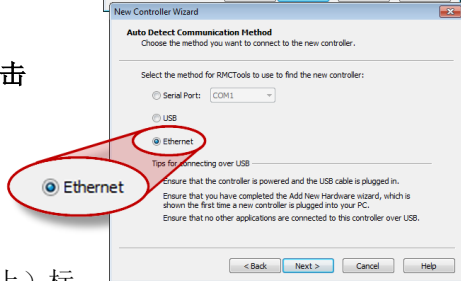 New Controller Wizard
Auto Detect Communication Method
Choose the method you want to connect to the new controller.
击
Select the method for RMCTools to use to find the new controller:
Serial Port: COM1
USB
Ethernet
Tips for connecting over USB
Ethernet
Ensure that the controller is powered and the USB cable is plugged in.
Ensure that you have completed the Add New Hardware wizard, which is
shown the first time a new controller is plugged into your PC.
Ensure that no other applications are connected to this controller over USB.
< Back Next > Cancel Help
上）标